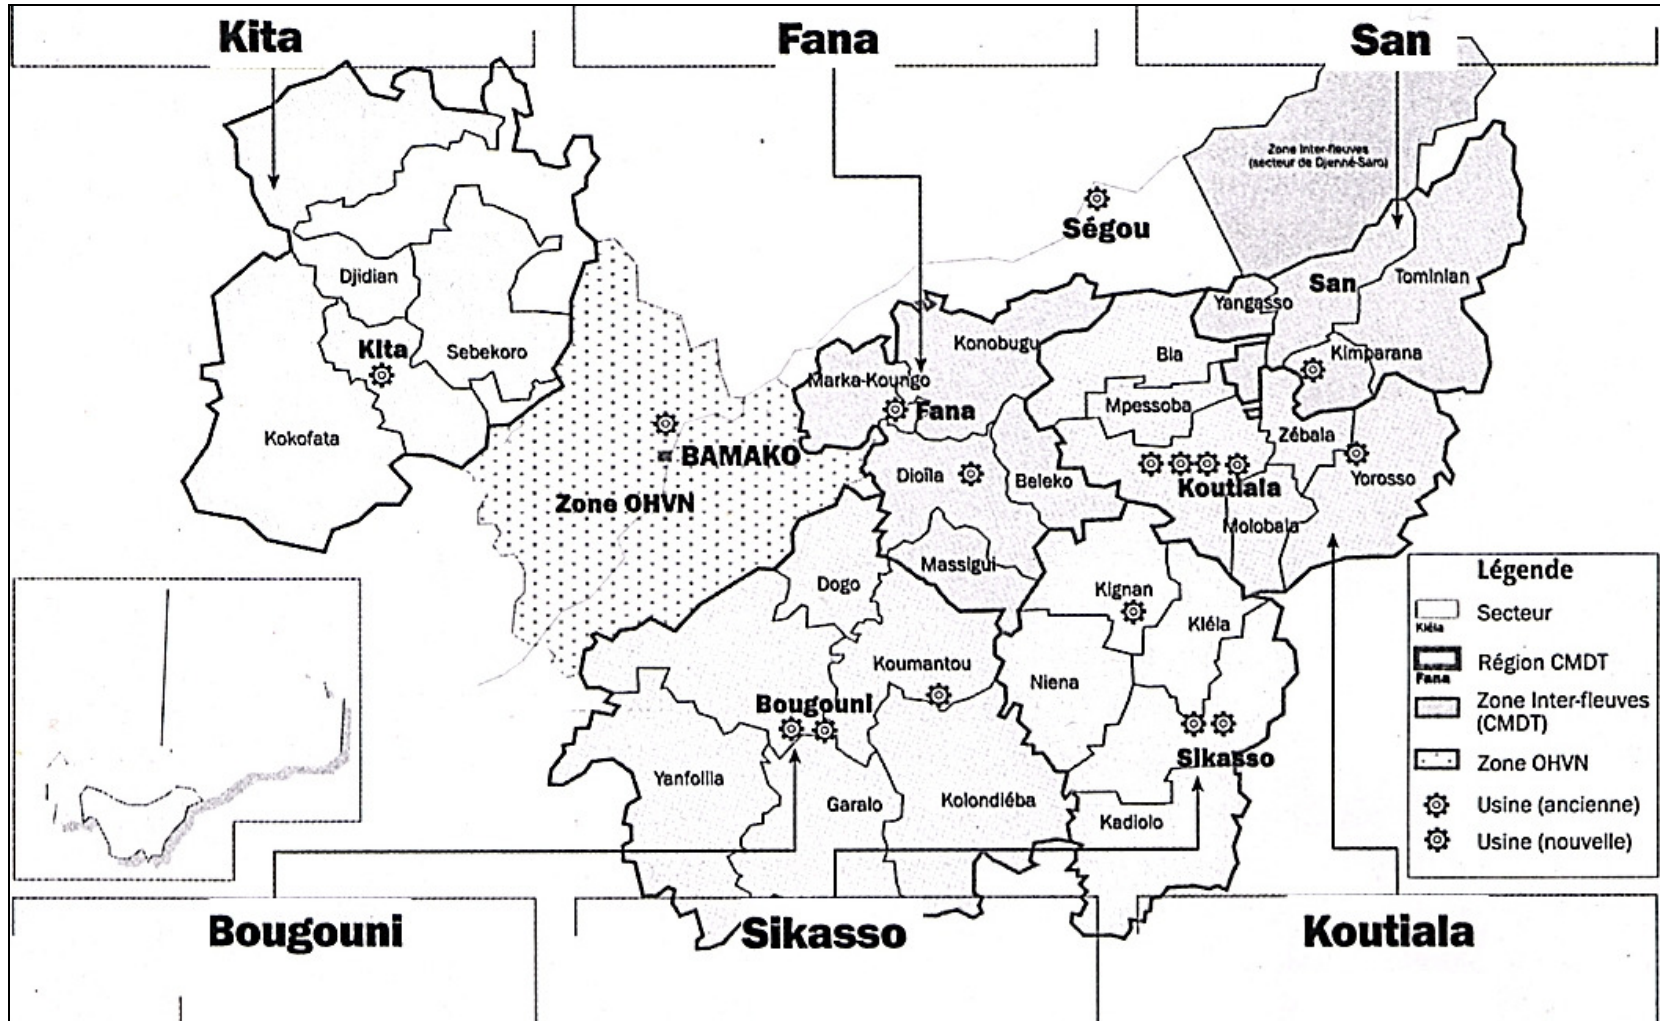 Kita
Fana
San
Zone Inter-fleuves
(secteur de Djenné-Saro)
Ségou
Djidian
San
Tominian
Yangasso
Kita
Sebekoro
Konobugu
Bla
Kimparana
Marka-Koungo
Fana
Mpessoba
Kokofata
BAMAKO
Zébala
Zone OHVN
Dioïla
Beleko
Koutiala
Yorosso
Molobala
Massigui
Dogo
Kignan
Kléla
Koumantou
Niena
Bougouni
Sikasso
Yanfolila
Garalo
Kolondiéba
Kadiolo
Légende
Secteur
Kléla
Région CMDT
Fana
Zone Inter-fleuves
(CMDT)
Zone OHVN
Usine (ancienne)
Usine (nouvelle)
Bougouni
Sikasso
Koutiala